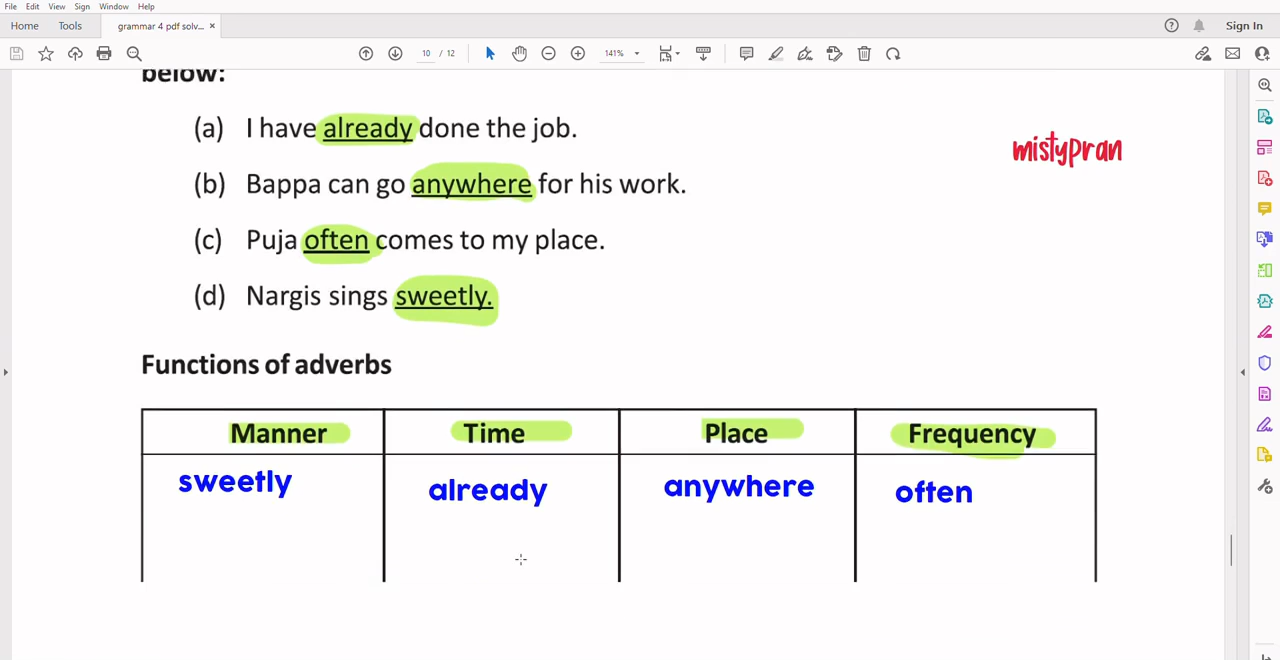 File Edit View Sign Window Help
Home Tools grammar 4 pdf solv... × Sign In
10 / 12 141%
below:
(a) I have already done the job.
mistypran
(b) Bappa can go anywhere for his work.
(c) Puja often comes to my place.
(d) Nargis sings sweetly.
Functions of adverbs
Manner Time Place Frequency
sweetly already anywhere often